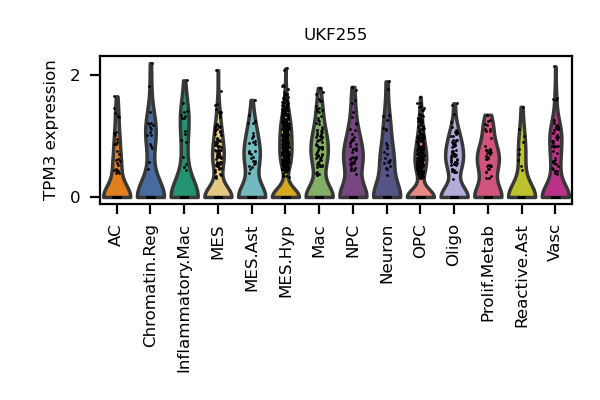 UKF255
TPM3 expression
2
0
AC
Chromatin.Reg
Inflammatory.Mac
MES
MES.Ast
MES.Hyp
Mac
NPC
Neuron
OPC
Oligo
Prolif.Metab
Reactive.Ast
Vasc